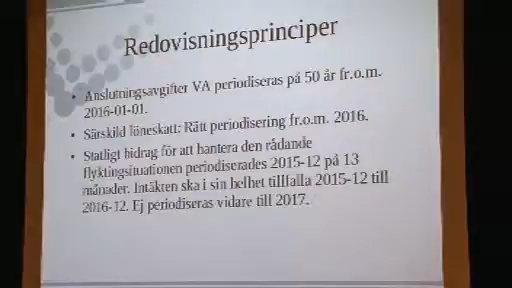 Redovisningsprinciper
• Anslutningsavgifter VA periodiseras på 50 år fr.o.m.
2016-01-01.
• Särskild löneskatt: Rätt periodisering fr.o.m. 2016.
• Statligt bidrag för att hantera den rådande
flyktingsituationen periodiserades 2015-12 på 13
månader. Intäkten ska i sin helhet tillfalla 2015-12 till
2016-12. Ej periodiseras vidare till 2017.